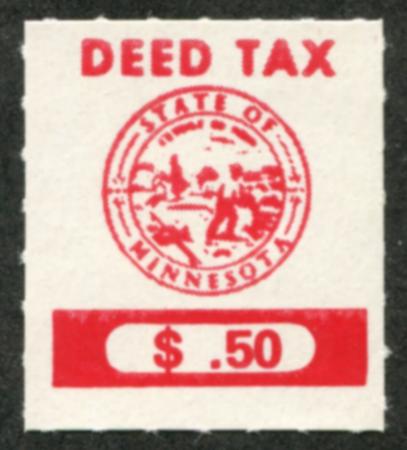 DEED TAX
STATE OF
MINNESOTA
$ .50